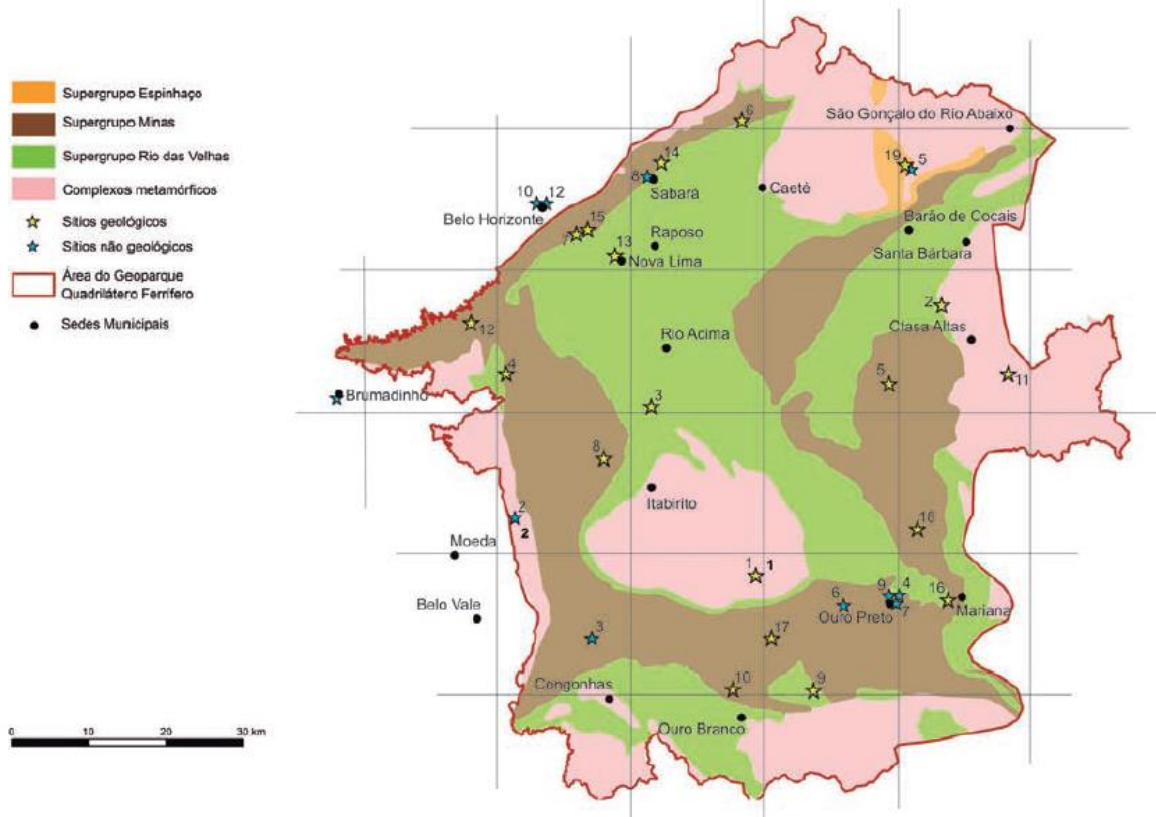 Supergrupo Espinhaço
Supergrupo Minas
Supergrupo Rio das Velhas
Complexos metamórficos
Sítios geológicos
Sítios não geológicos
Área do Geoparque
Quadrilátero Ferrífero
Sedes Municipais
6
São Gonçalo do Rio Abaixo
14
19
5
8
Sabará
Caeté
10
12
Belo Horizonte
15
7
Barão de Cocais
Raposo
13
Nova Lima
Santa Bárbara
2
12
Clasa Altas
Rio Acima
4
5
11
Brumadinho
3
8
Itabirito
2
2
18
Moeda
1
1
9
4
6
16
Belo Vale
Ouro Preto
7
Mariana
3
17
10
9
Congonhas
Ouro Branco
0
10
20
30 km